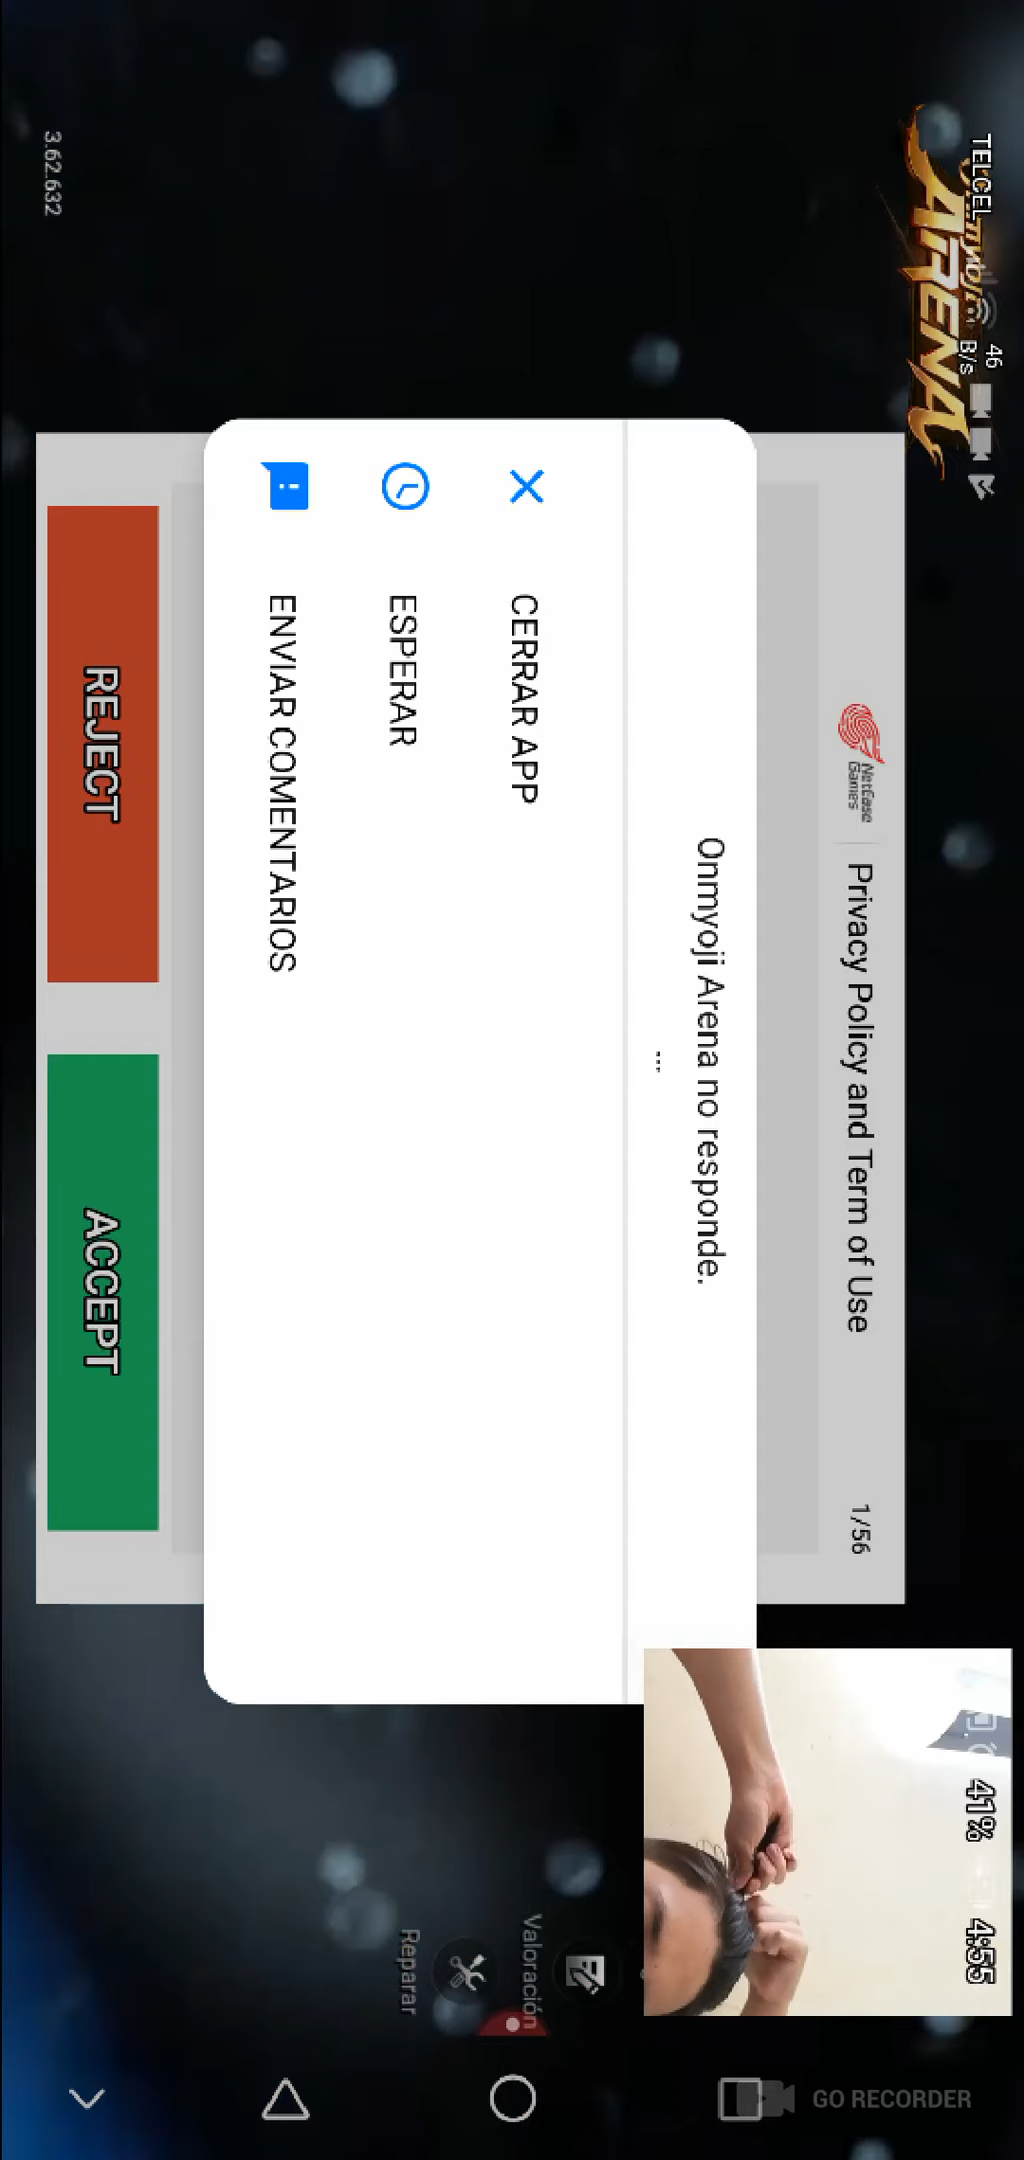 TELCEL
46
B/s
41%
4:55
ARENA
NetEase
Games
Privacy Policy and Term of Use
1/56
Onmyoji Arena no responde.
...
CERRAR APP
ESPERAR
ENVIAR COMENTARIOS
Valoración
Reparar
REJECT
ACCEPT
3.62.632
GO RECORDER